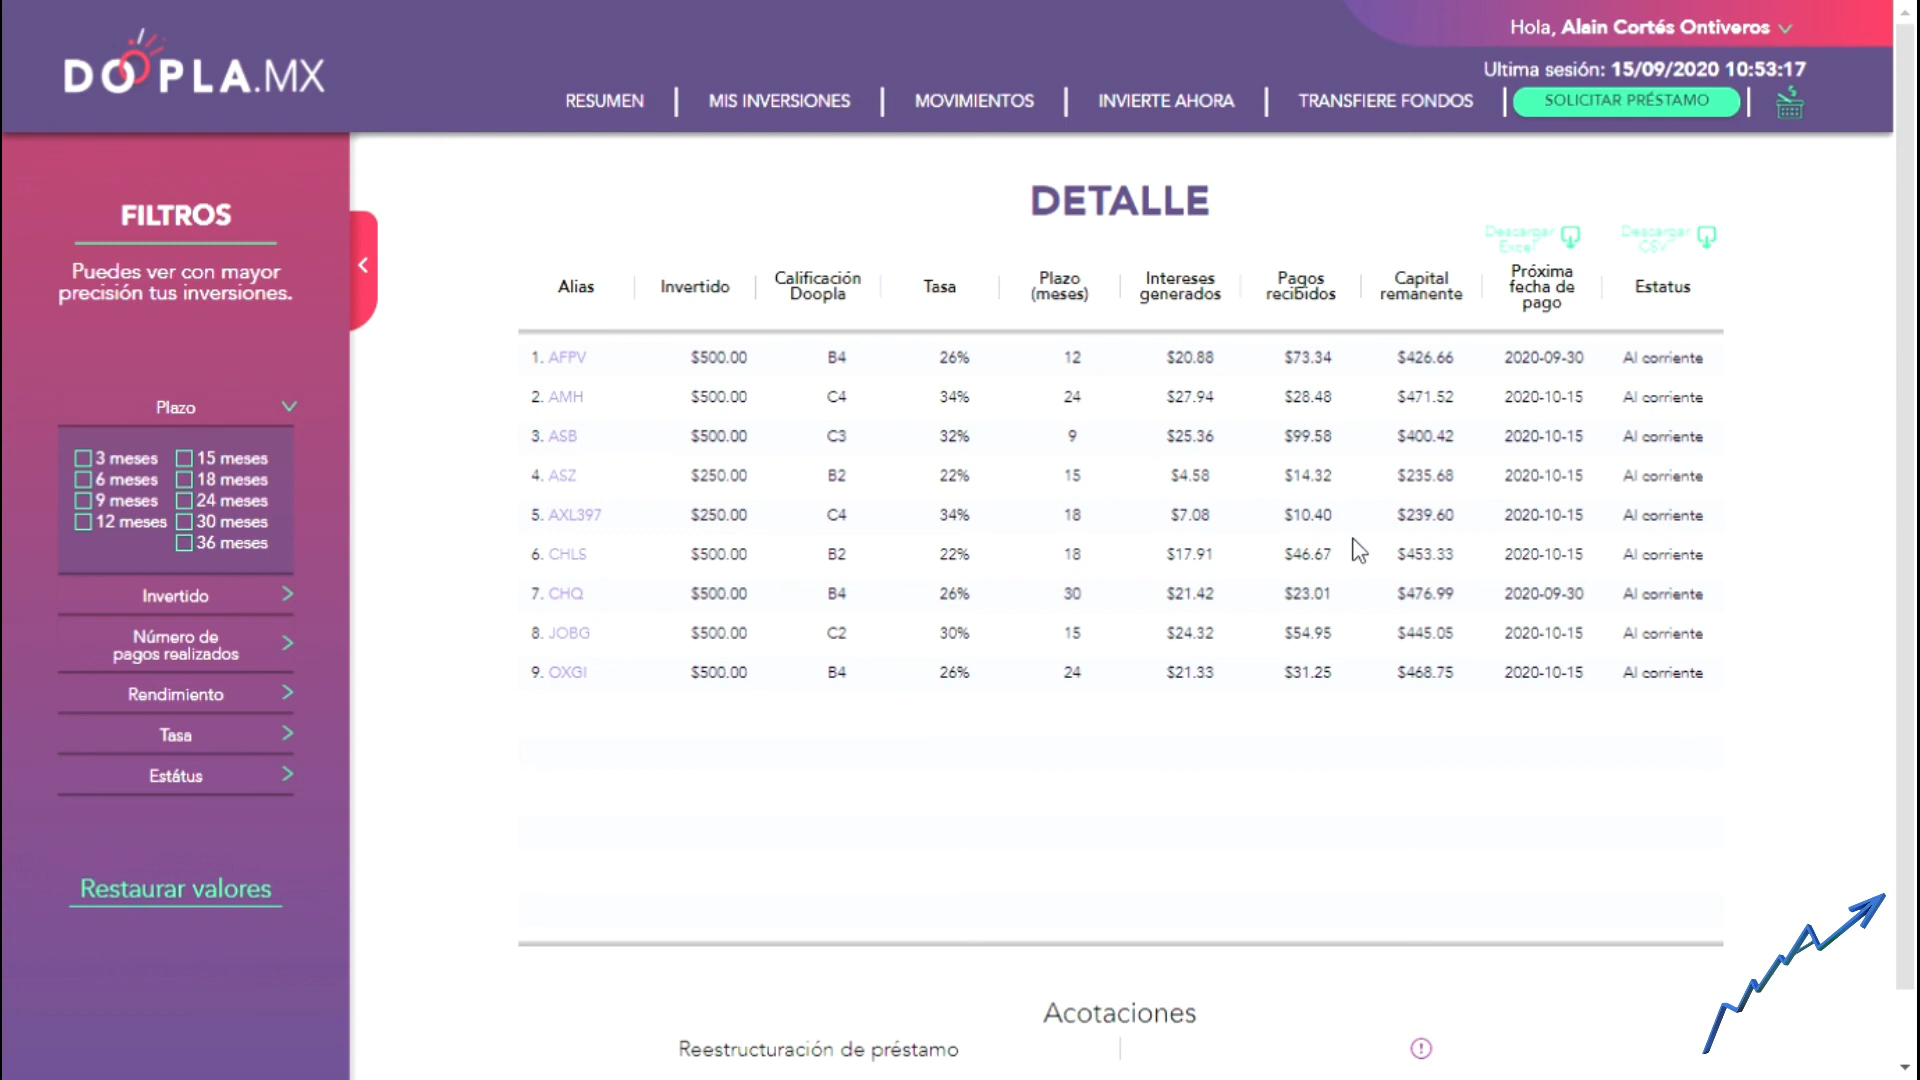 DOOPLA.MX
Hola, Alain Cortés Ontiveros
Ultima sesión: 15/09/2020 10:53:17
RESUMEN | MIS INVERSIONES | MOVIMIENTOS | INVIERTE AHORA | TRANSFIERE FONDOS | SOLICITAR PRÉSTAMO |
FILTROS
Puedes ver con mayor
precisión tus inversiones.
Plazo
3 meses 15 meses
6 meses 18 meses
9 meses 24 meses
12 meses 30 meses
36 meses
Invertido
Número de
pagos realizados
Rendimiento
Tasa
Estátus
Restaurar valores
DETALLE
Descargar
Excel
Descargar
CSV
Alias
Invertido
Calificación
Doopla
Tasa
Plazo
(meses)
Intereses
generados
Pagos
recibidos
Capital
remanente
Próxima
fecha de
pago
Estatus
1. AFPV $500.00 B4 26% 12 $20.88 $73.34 $426.66 2020-09-30 Al corriente
2. AMH $500.00 C4 34% 24 $27.94 $28.48 $471.52 2020-10-15 Al corriente
3. ASB $500.00 C3 32% 9 $25.36 $99.58 $400.42 2020-10-15 Al corriente
4. ASZ $250.00 B2 22% 15 $4.58 $14.32 $235.68 2020-10-15 Al corriente
5. AXL397 $250.00 C4 34% 18 $7.08 $10.40 $239.60 2020-10-15 Al corriente
6. CHLS $500.00 B2 22% 18 $17.91 $46.67 $453.33 2020-10-15 Al corriente
7. CHQ $500.00 B4 26% 30 $21.42 $23.01 $476.99 2020-09-30 Al corriente
8. JOBG $500.00 C2 30% 15 $24.32 $54.95 $445.05 2020-10-15 Al corriente
9. OXGI $500.00 B4 26% 24 $21.33 $31.25 $468.75 2020-10-15 Al corriente
Acotaciones
Reestructuración de préstamo